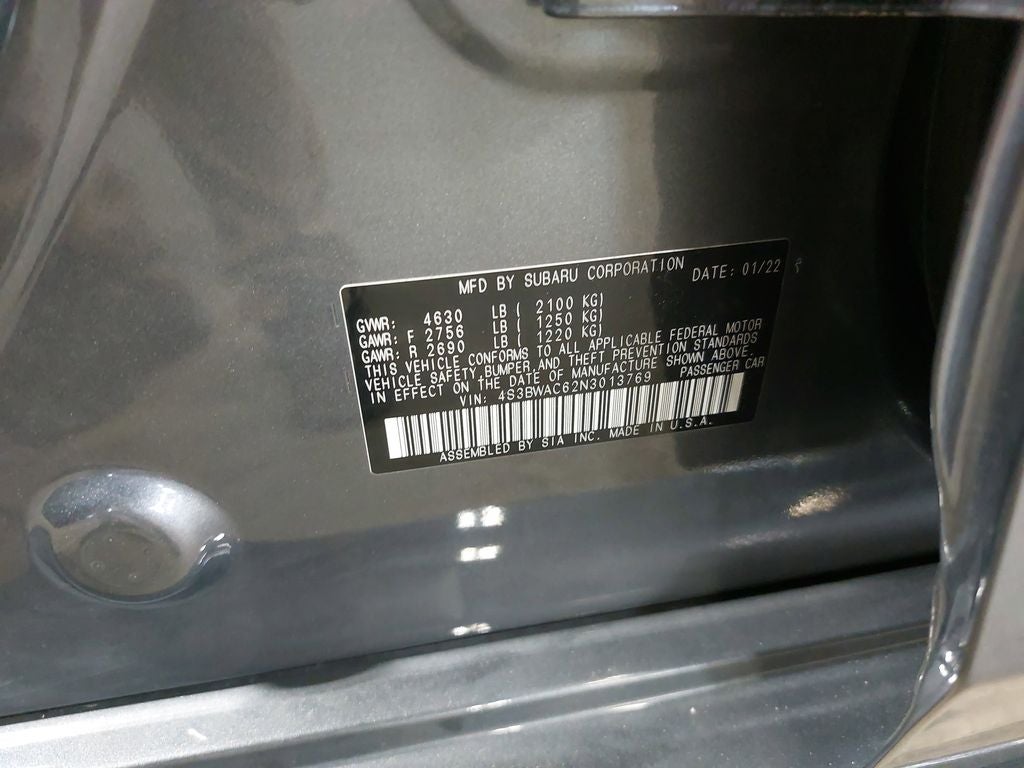 MFD BY SUBARU CORPORATION DATE: 01/22
GVWR: 4630 LB ( 2100 KG)
GAWR: F 2756 LB ( 1250 KG)
GAWR: R 2690 LB ( 1220 KG)
THIS VEHICLE CONFORMS TO ALL APPLICABLE FEDERAL MOTOR
VEHICLE SAFETY, BUMPER, AND THEFT PREVENTION STANDARDS
IN EFFECT ON THE DATE OF MANUFACTURE SHOWN ABOVE.
VIN: 4S3BWAC62N3013769 PASSENGER CAR
ASSEMBLED BY SIA INC. MADE IN U.S.A.